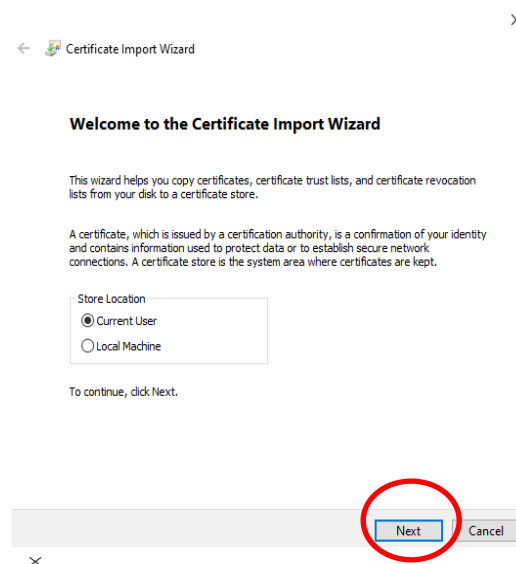 Certificate Import Wizard
Welcome to the Certificate Import Wizard
This wizard helps you copy certificates, certificate trust lists, and certificate revocation
lists from your disk to a certificate store.
A certificate, which is issued by a certification authority, is a confirmation of your identity
and contains information used to protect data or to establish secure network
connections. A certificate store is the system area where certificates are kept.
Store Location
Current User
Local Machine
To continue, click Next.
Next Cancel